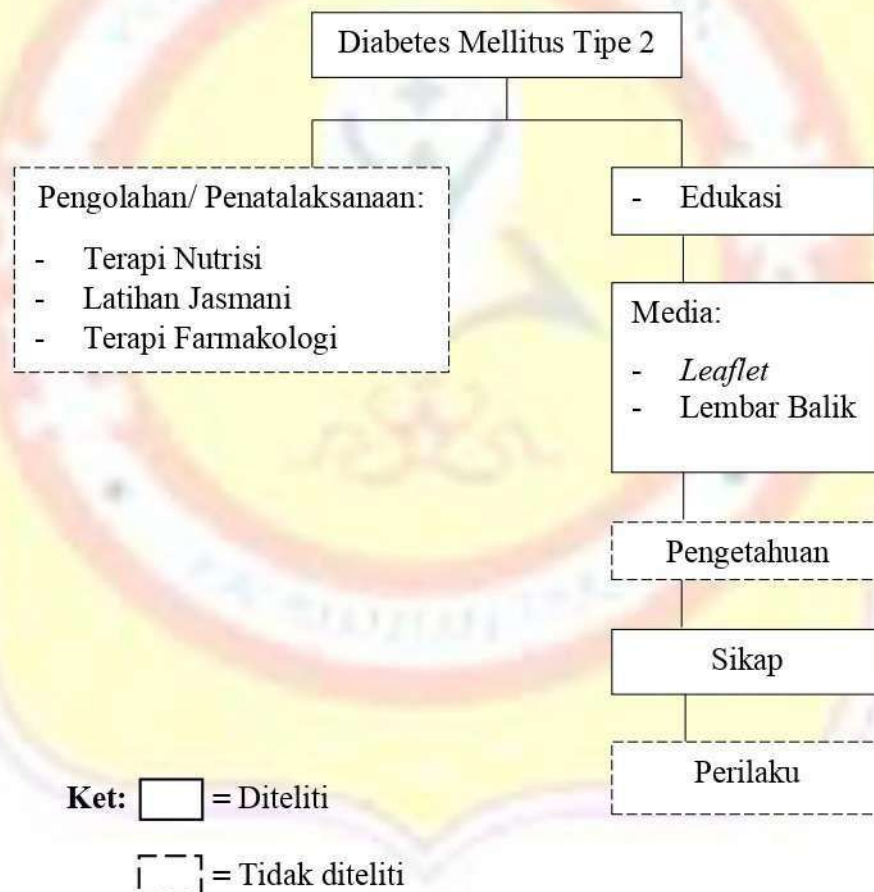 Diabetes Mellitus Tipe 2
Pengolahan/ Penatalaksanaan:
- Terapi Nutrisi
- Latihan Jasmani
- Terapi Farmakologi
- Edukasi
Media:
- Leaflet
- Lembar Balik
Pengetahuan
Sikap
Perilaku
Ket: = Diteliti
= Tidak diteliti